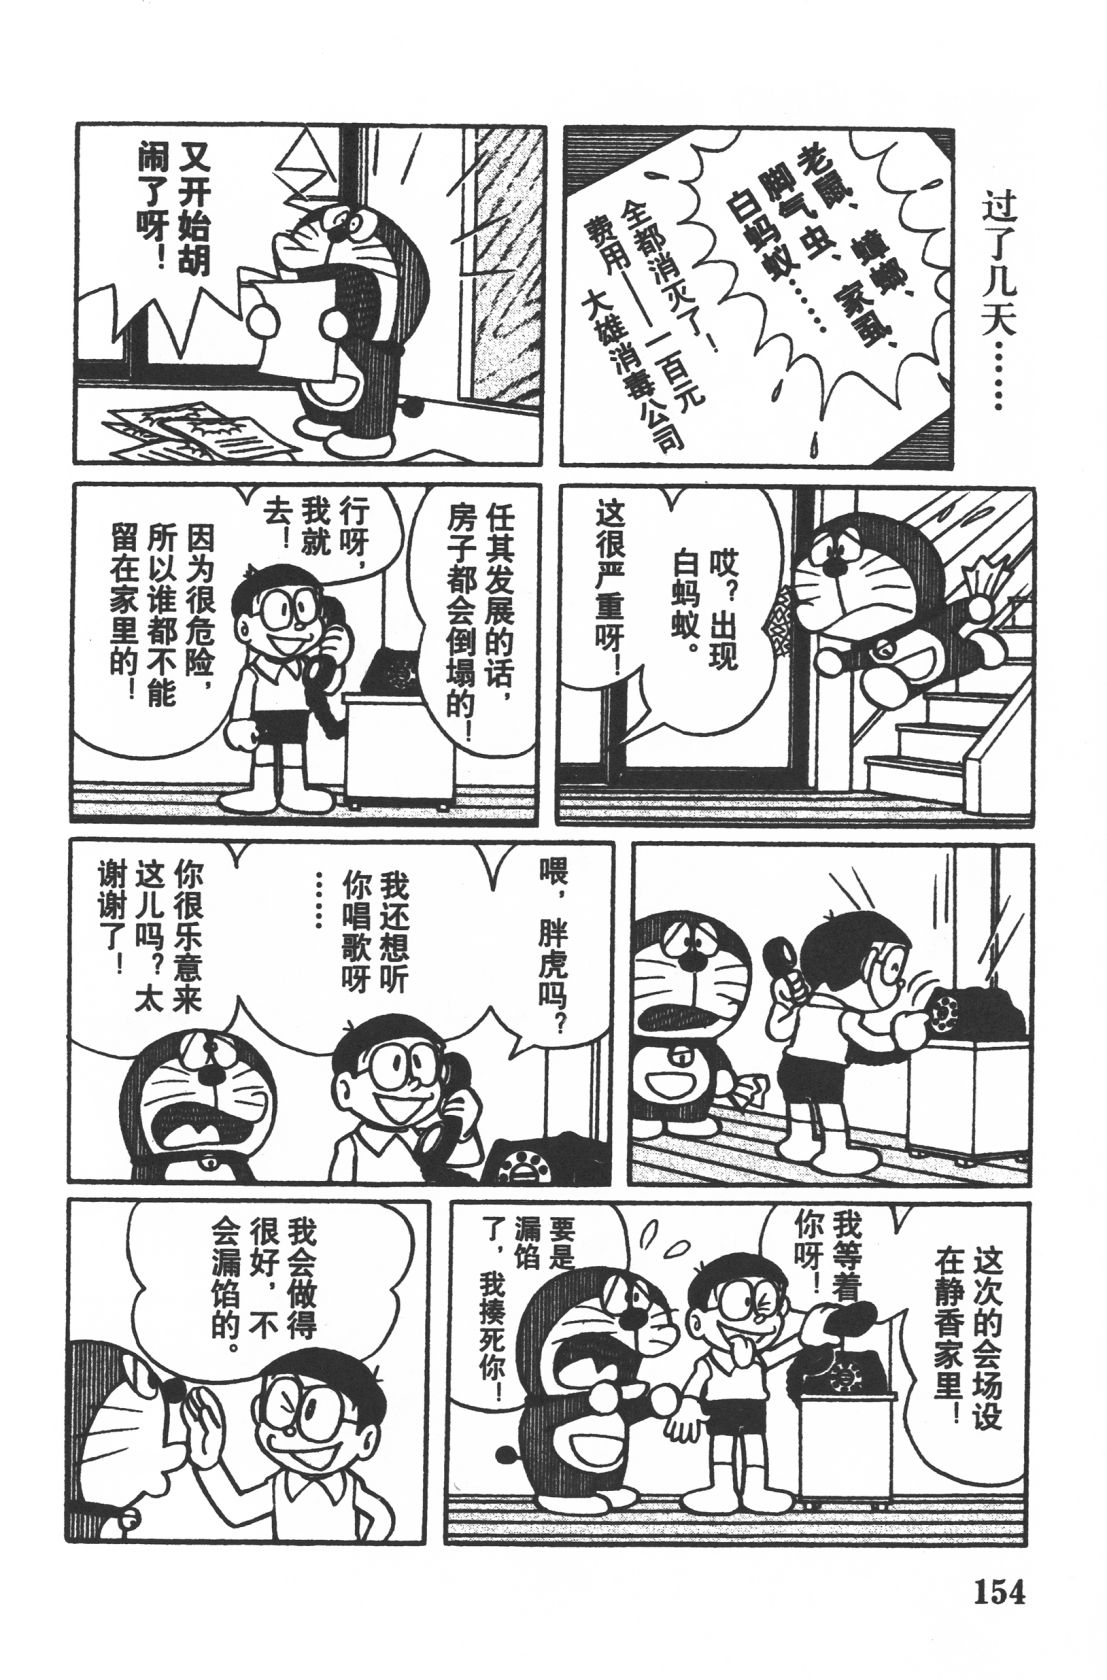 过了几天……
老鼠、蟑螂、家虱、
脚气虫、
白蚂蚁……
全都消灭了！
费用——一百元
大雄消毒公司
又开始胡
闹了呀！
哎？出现
白蚂蚁。
这很严重呀！
任其发展的话，
房子都会倒塌的！
行呀，
我就
去！
因为很危险，
所以谁都不能
留在家里的！
喂，胖虎吗？
我还想听
你唱歌呀
……
你很乐意来
这儿吗？太
谢谢了！
这次的会场设
在静香家里！
我等着
你呀！
要是
漏馅
了，我揍死你！
我会做得
很好，不
会漏馅的。
154